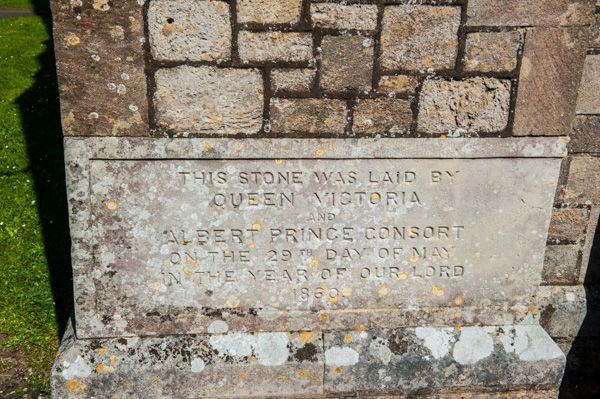 THIS STONE WAS LAID BY
QUEEN VICTORIA
AND
ALBERT PRINCE CONSORT
ON THE 29TH DAY OF MAY
IN THE YEAR OF OUR LORD
1860.